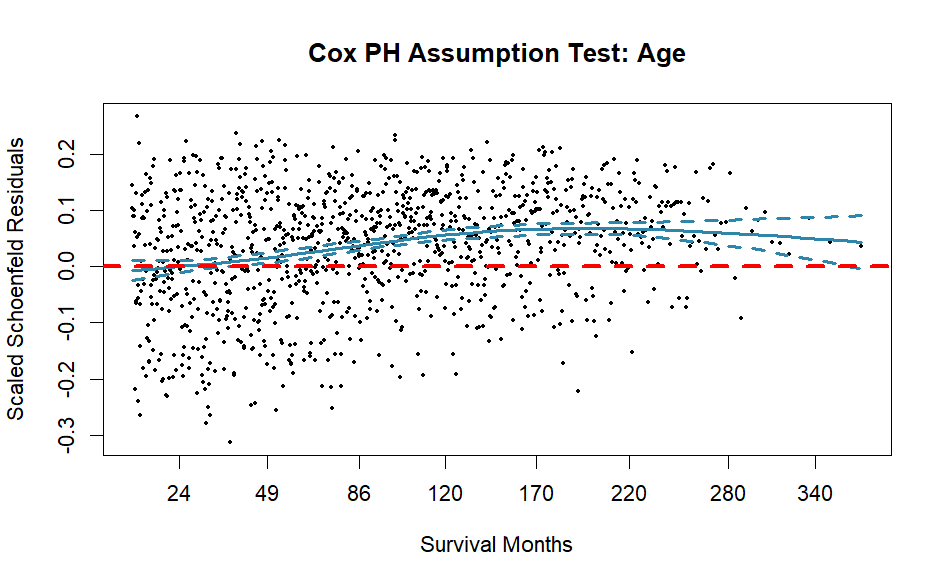 Cox PH Assumption Test: Age
Scaled Schoenfeld Residuals
0.2
0.1
0.0
-0.1
-0.2
-0.3
24 49 86 120 170 220 280 340
Survival Months